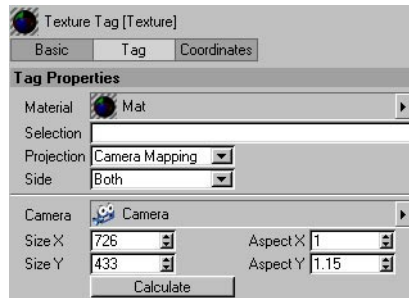 Texture Tag [Texture]
Basic Tag Coordinates
Tag Properties
Material Mat
Selection
Projection Camera Mapping
Side Both
Camera Camera
Size X 726 Aspect X 1
Size Y 433 Aspect Y 1.15
Calculate